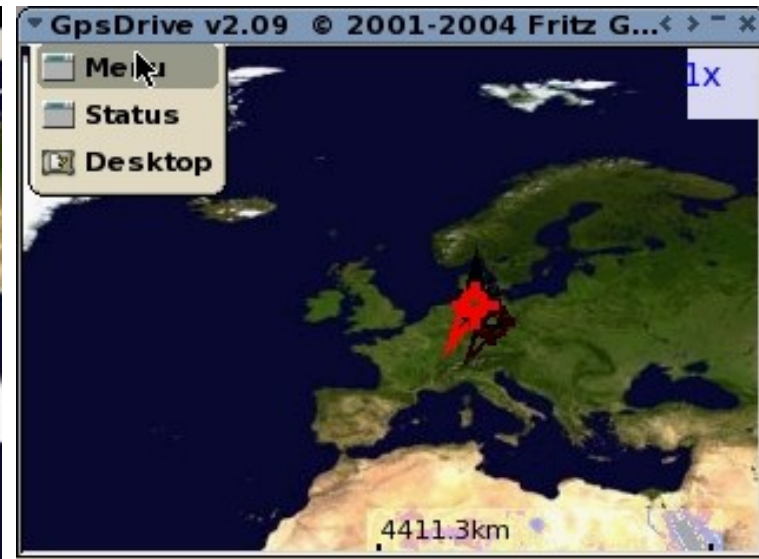 GpsDrive v2.09 © 2001-2004 Fritz G...
Menu
1x
Status
Desktop
4411.3km